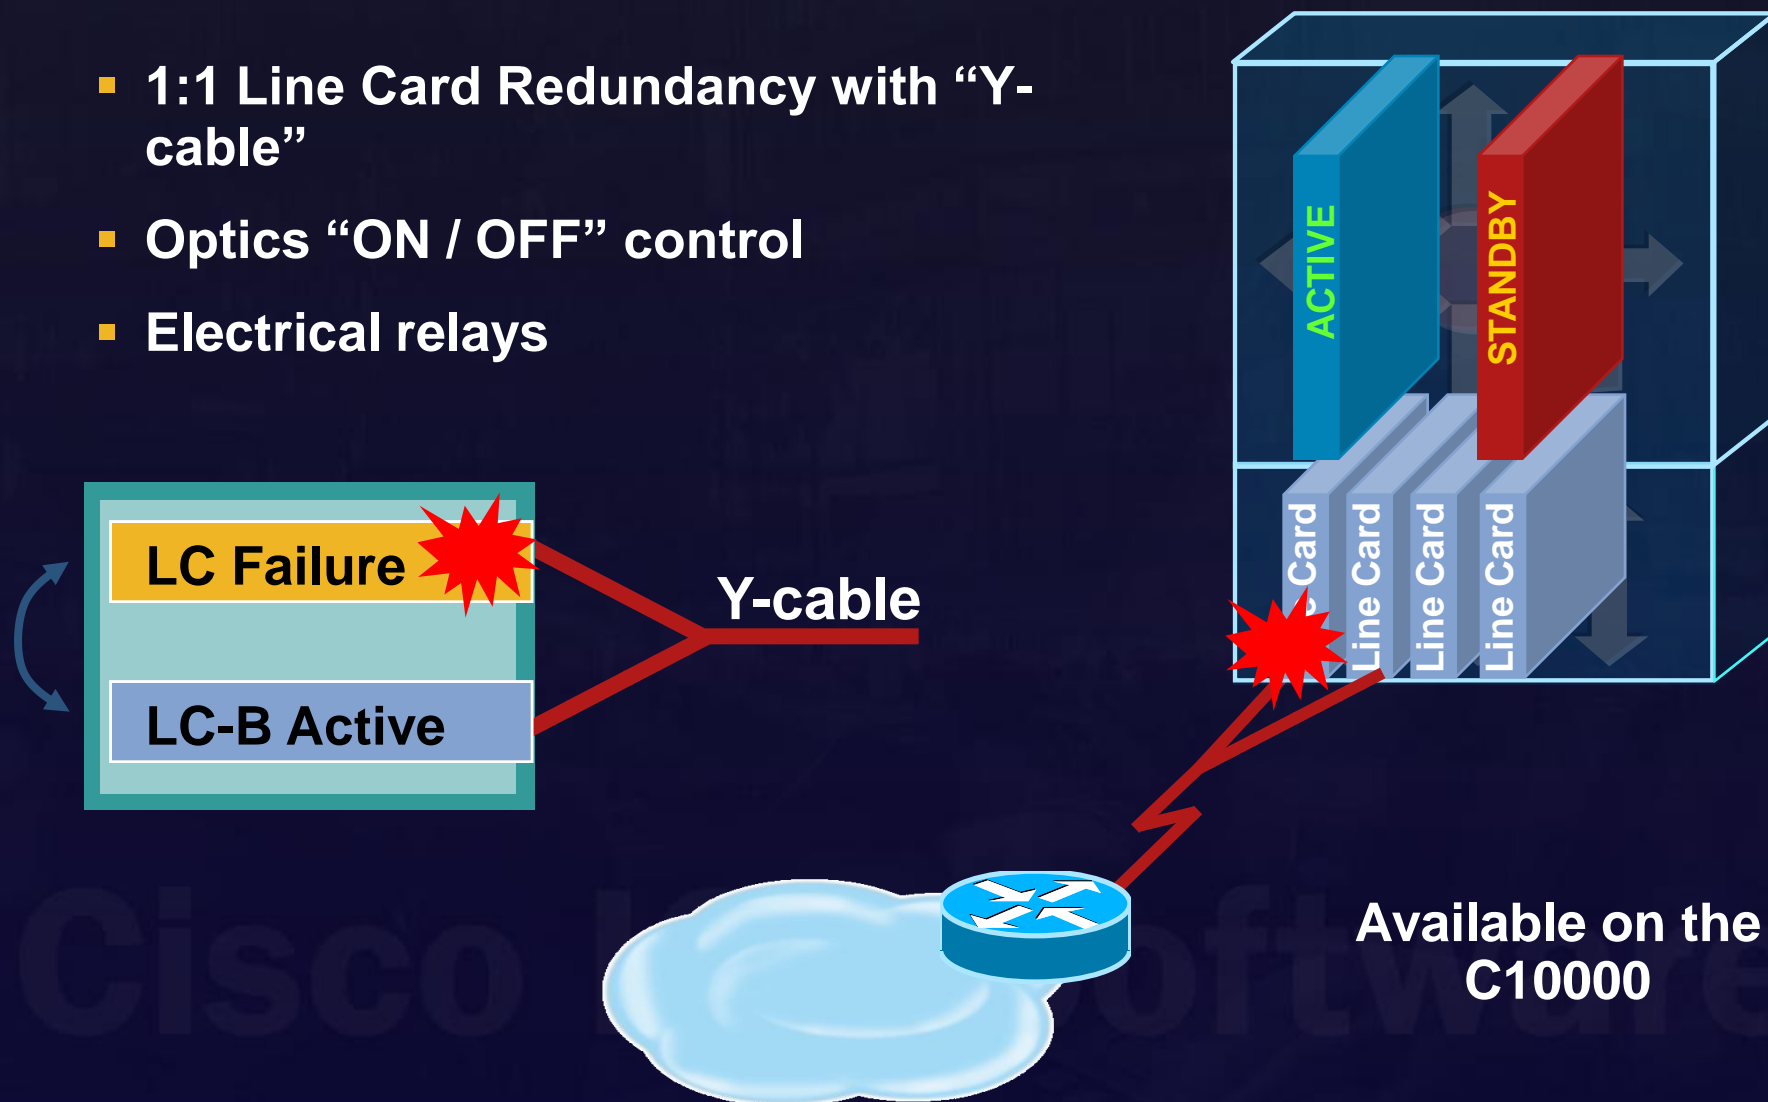 1:1 Line Card Redundancy with “Y-
cable”
Optics “ON / OFF” control
Electrical relays
ACTIVE
STANDBY
Card
Line Card
Line Card
Line Card
LC Failure
LC-B Active
Y-cable
Available on the
C10000
Cisco